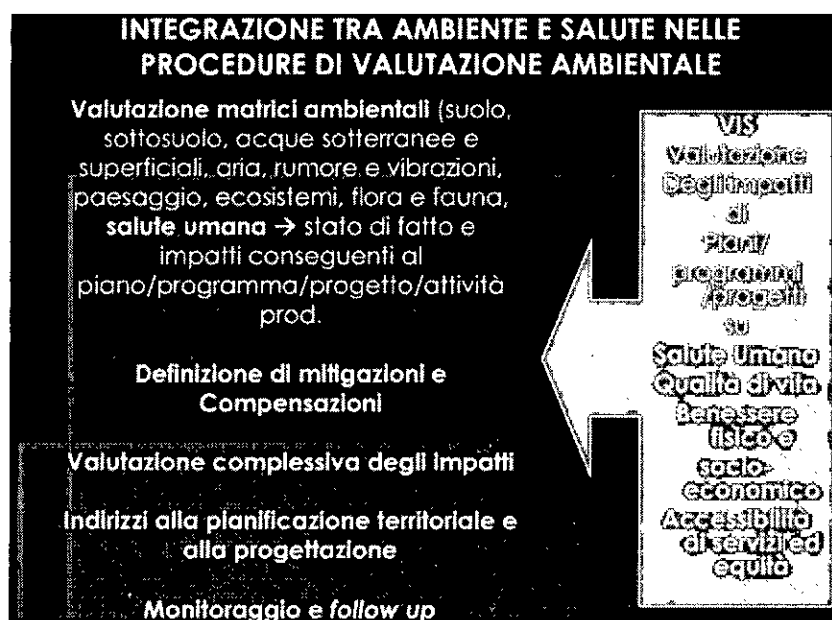 INTEGRAZIONE TRA AMBIENTE E SALUTE NELLE
PROCEDURE DI VALUTAZIONE AMBIENTALE
Valutazione matrici ambientali (suolo,
sottosuolo, acque sotterranee e
superficiali, aria, rumore e vibrazioni,
paesaggio, ecosistemi, flora e fauna,
salute umana → stato di fatto e
impatti conseguenti al
piano/programma/progetto/attività
prod.
Definizione di mitigazioni e
Compensazioni
Valutazione complessiva degli impatti
Indirizzi alla planificazione territoriale e
alla progettazione
Monitoraggio e follow up
VIS
Valutazione
Degli impatti
di
Piani/
programmi
/progetti
su
Salute Umana
Qualità di vita
Benessere
fisico e
socio-
economico
Accessibilità
di servizi ed
equità